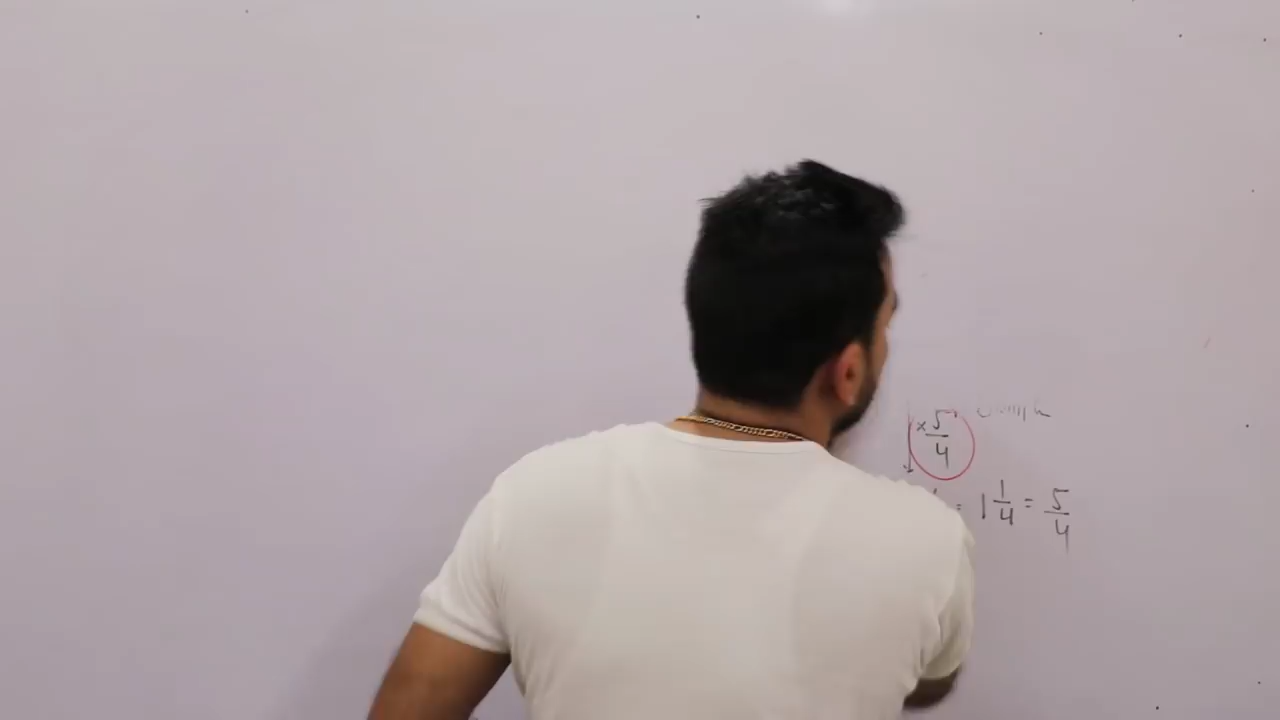 × 5/4
= 1 1/4 = 5/4